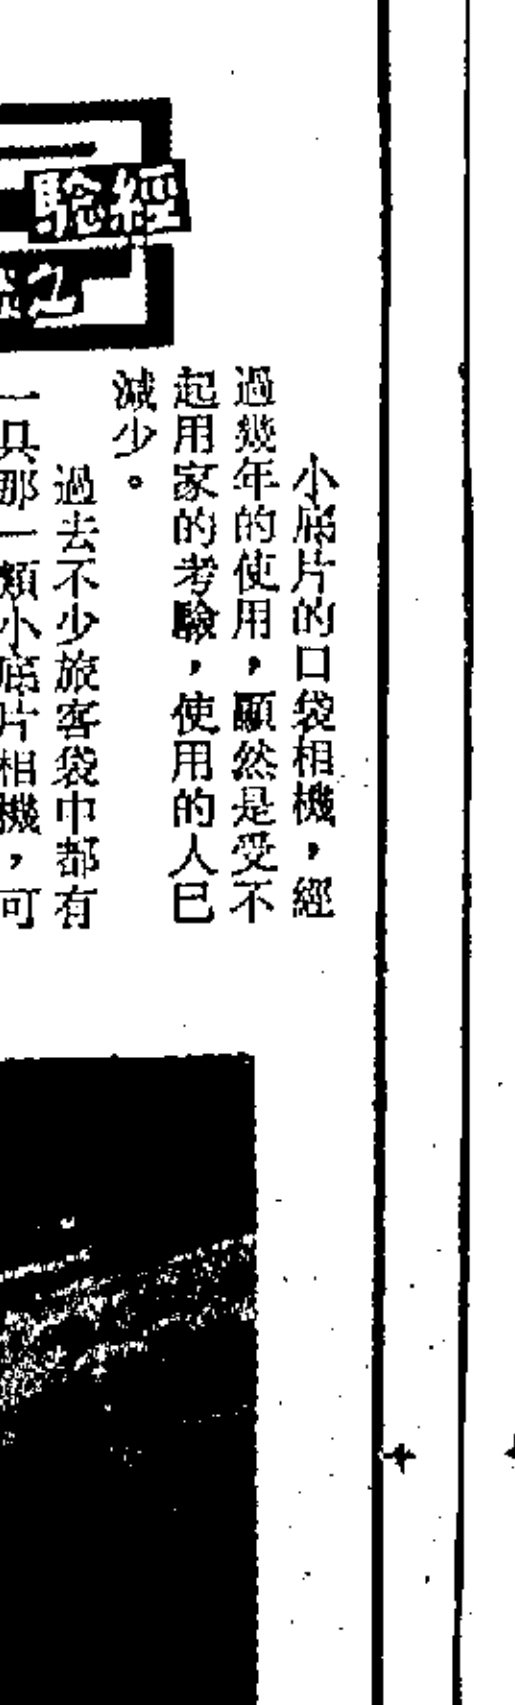 經驗
之
小底片的口袋相機，經
過幾年的使用，顯然是受不
起用家的考驗，使用的人已
減少。
過去不少旅客袋中都有
一具那一類小底片相機，可